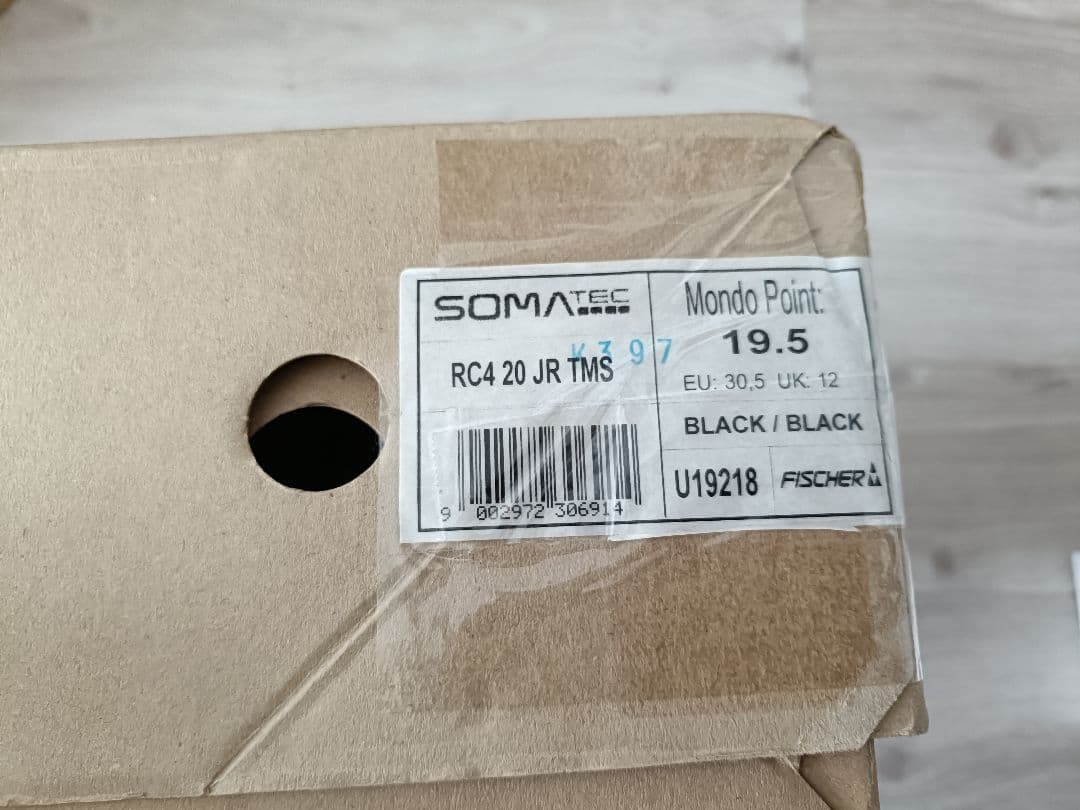 SOMATEC
K397
RC4 20 JR TMS
9 002972 306914
Mondo Point:
19.5
EU: 30,5 UK: 12
BLACK / BLACK
U19218
FISCHER